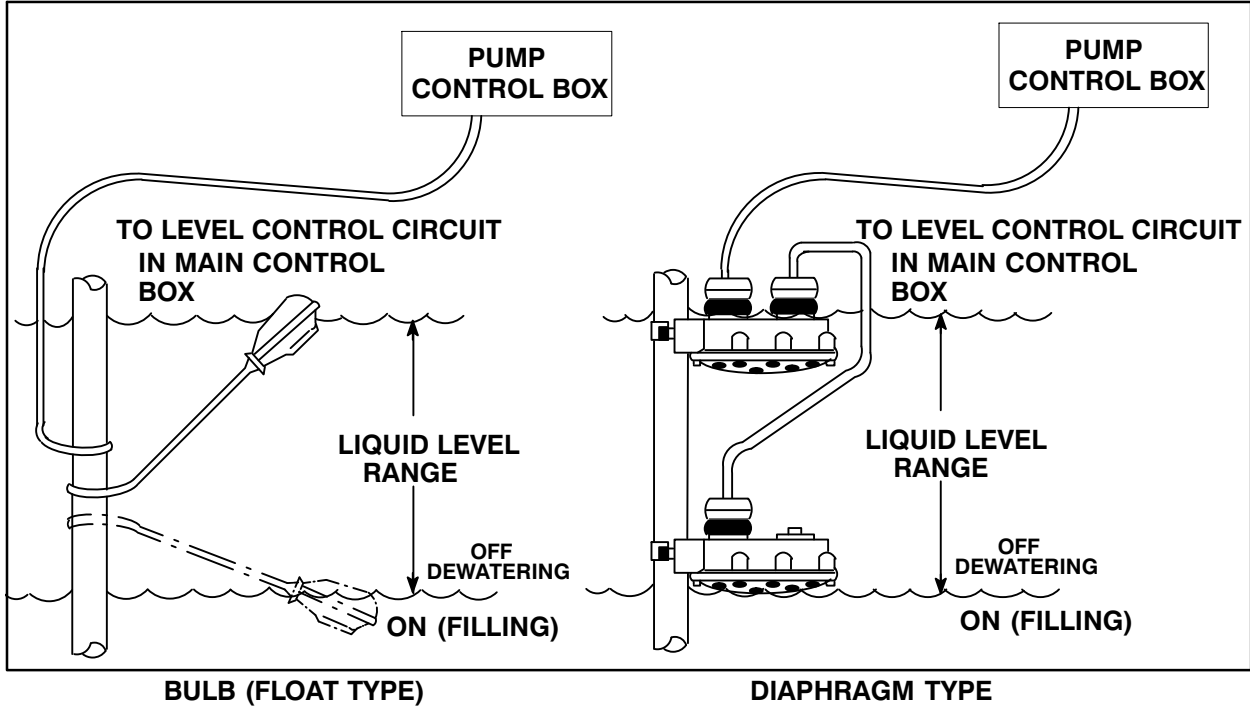 PUMP
CONTROL BOX
TO LEVEL CONTROL CIRCUIT
IN MAIN CONTROL
BOX
LIQUID LEVEL
RANGE
OFF
DEWATERING
ON (FILLING)
BULB (FLOAT TYPE)
PUMP
CONTROL BOX
TO LEVEL CONTROL CIRCUIT
IN MAIN CONTROL
BOX
LIQUID LEVEL
RANGE
OFF
DEWATERING
ON (FILLING)
DIAPHRAGM TYPE